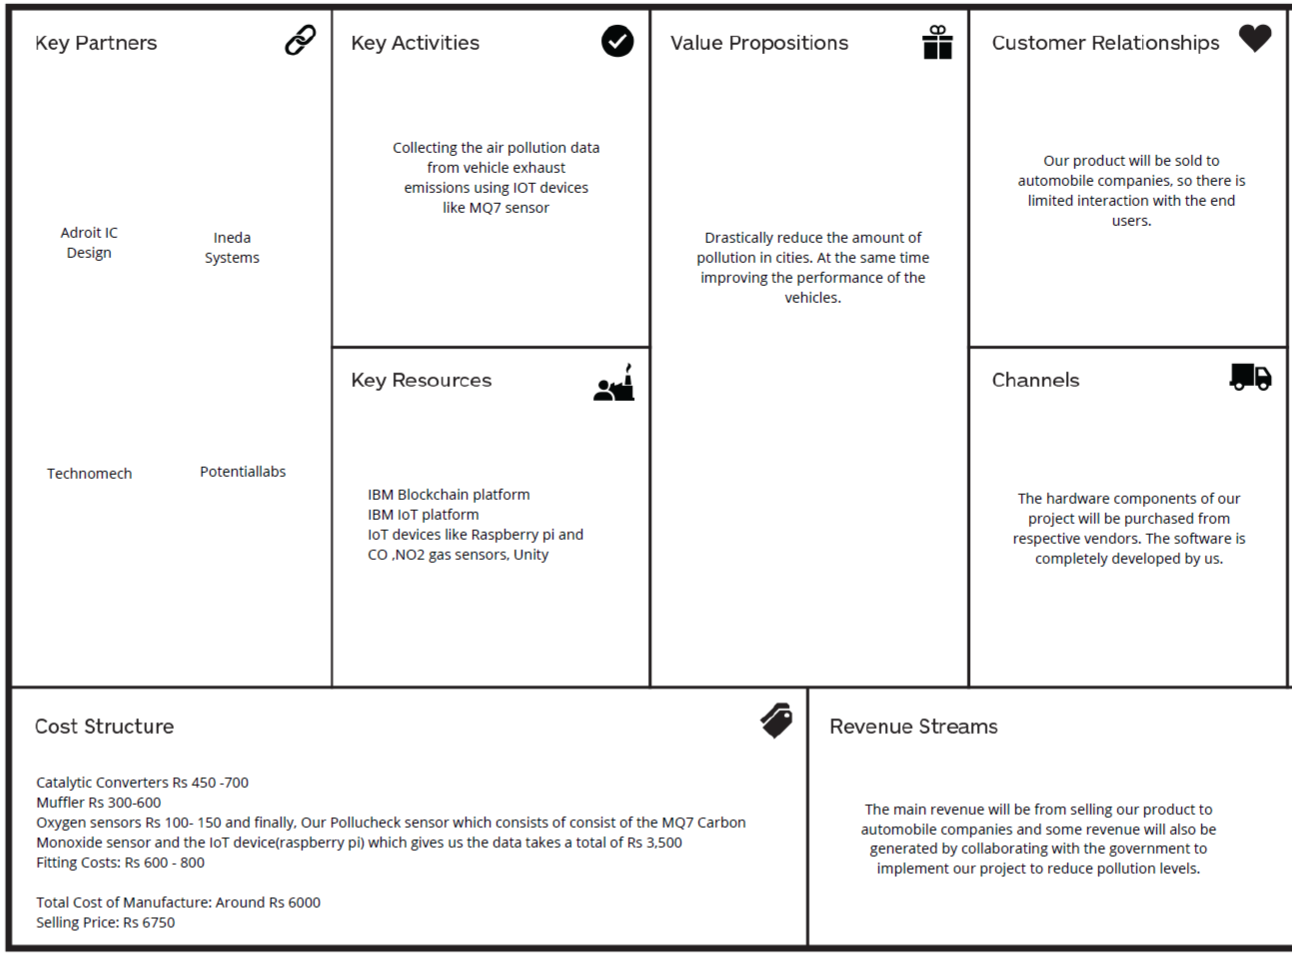 Key Partners
Adroit IC
Design
Ineda
Systems
Technomech
Potentiallabs
Key Activities
Collecting the air pollution data
from vehicle exhaust
emissions using IOT devices
like MQ7 sensor
Key Resources
IBM Blockchain platform
IBM IoT platform
IoT devices like Raspberry pi and
CO ,NO2 gas sensors, Unity
Value Propositions
Drastically reduce the amount of
pollution in cities. At the same time
improving the performance of the
vehicles.
Customer Relationships
Our product will be sold to
automobile companies, so there is
limited interaction with the end
users.
Channels
The hardware components of our
project will be purchased from
respective vendors. The software is
completely developed by us.
Cost Structure
Catalytic Converters Rs 450 -700
Muffler Rs 300-600
Oxygen sensors Rs 100- 150 and finally, Our Pollucheck sensor which consists of consist of the MQ7 Carbon
Monoxide sensor and the IoT device(raspberry pi) which gives us the data takes a total of Rs 3,500
Fitting Costs: Rs 600 - 800
Total Cost of Manufacture: Around Rs 6000
Selling Price: Rs 6750
Revenue Streams
The main revenue will be from selling our product to
automobile companies and some revenue will also be
generated by collaborating with the government to
implement our project to reduce pollution levels.